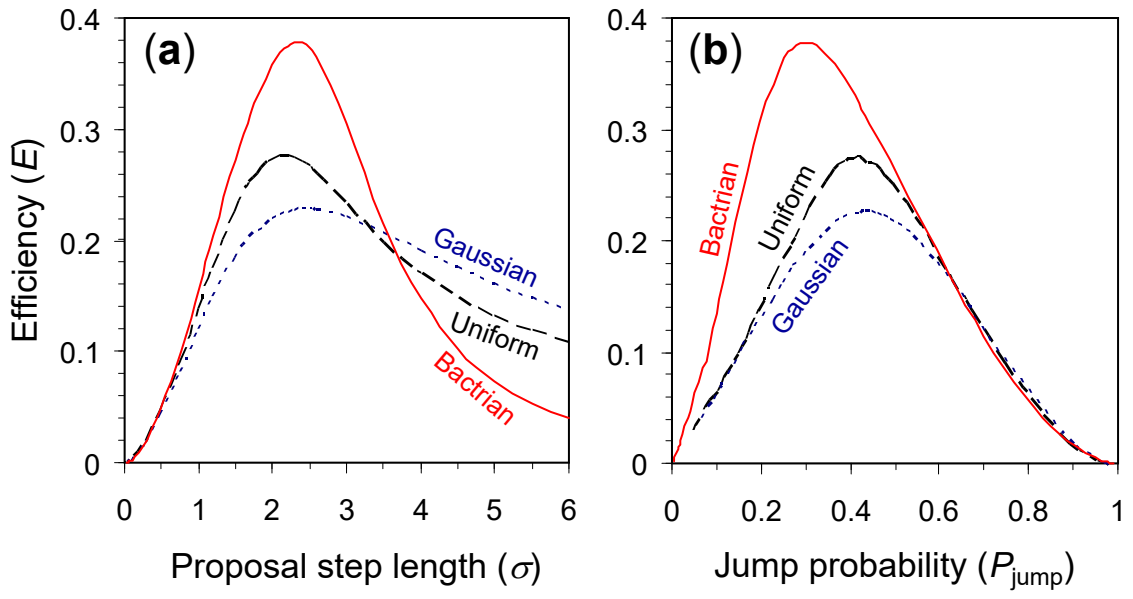 (a)
0.4
0.3
0.2
0.1
0
Efficiency (E)
Gaussian
Uniform
Bactrian
0 1 2 3 4 5 6
Proposal step length (σ)
(b)
0.4
0.3
0.2
0.1
0
Bactrian
Uniform
Gaussian
0 0.2 0.4 0.6 0.8 1
Jump probability (Pjump)